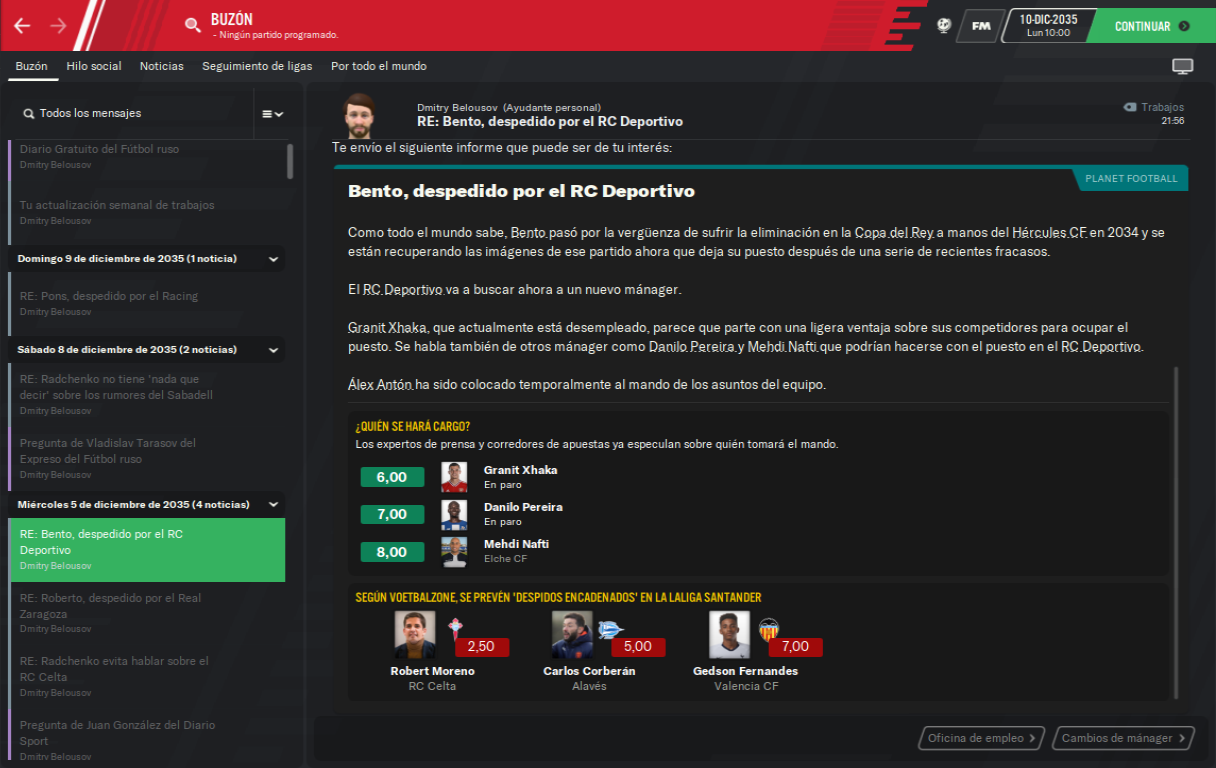 BUZÓN
- Ningún partido programado.
FM
10-DIC-2035
Lun 10:00
CONTINUAR
Buzón
Hilo social
Noticias
Seguimiento de ligas
Por todo el mundo
Todos los mensajes
Diario Gratuito del Fútbol ruso
Dmitry Belousov
Tu actualización semanal de trabajos
Dmitry Belousov
Domingo 9 de diciembre de 2035 (1 noticia)
RE: Pons, despedido por el Racing
Dmitry Belousov
Sábado 8 de diciembre de 2035 (2 noticias)
RE: Radchenko no tiene 'nada que
decir' sobre los rumores del Sabadell
Dmitry Belousov
Pregunta de Vladislav Tarasov del
Expreso del Fútbol ruso
Dmitry Belousov
Miércoles 5 de diciembre de 2035 (4 noticias)
RE: Bento, despedido por el RC
Deportivo
Dmitry Belousov
RE: Roberto, despedido por el Real
Zaragoza
Dmitry Belousov
RE: Radchenko evita hablar sobre el
RC Celta
Dmitry Belousov
Pregunta de Juan González del Diario
Sport
Dmitry Belousov
Dmitry Belousov (Ayudante personal)
RE: Bento, despedido por el RC Deportivo
Trabajos
21:56
Te envío el siguiente informe que puede ser de tu interés:
PLANET FOOTBALL
Bento, despedido por el RC Deportivo
Como todo el mundo sabe, Bento pasó por la vergüenza de sufrir la eliminación en la Copa del Rey a manos del Hércules CF en 2034 y se
están recuperando las imágenes de ese partido ahora que deja su puesto después de una serie de recientes fracasos.
El RC Deportivo va a buscar ahora a un nuevo mánager.
Granit Xhaka, que actualmente está desempleado, parece que parte con una ligera ventaja sobre sus competidores para ocupar el
puesto. Se habla también de otros mánager como Danilo Pereira y Mehdi Nafti que podrían hacerse con el puesto en el RC Deportivo.
Álex Antón ha sido colocado temporalmente al mando de los asuntos del equipo.
¿QUIÉN SE HARÁ CARGO?
Los expertos de prensa y corredores de apuestas ya especulan sobre quién tomará el mando.
6,00
Granit Xhaka
En paro
7,00
Danilo Pereira
En paro
8,00
Mehdi Nafti
Elche CF
SEGÚN VOETBALZONE, SE PREVÉN 'DESPIDOS ENCADENADOS' EN LA LALIGA SANTANDER
2,50
Robert Moreno
RC Celta
5,00
Carlos Corberán
Alavés
7,00
Gedson Fernandes
Valencia CF
Oficina de empleo
Cambios de mánager